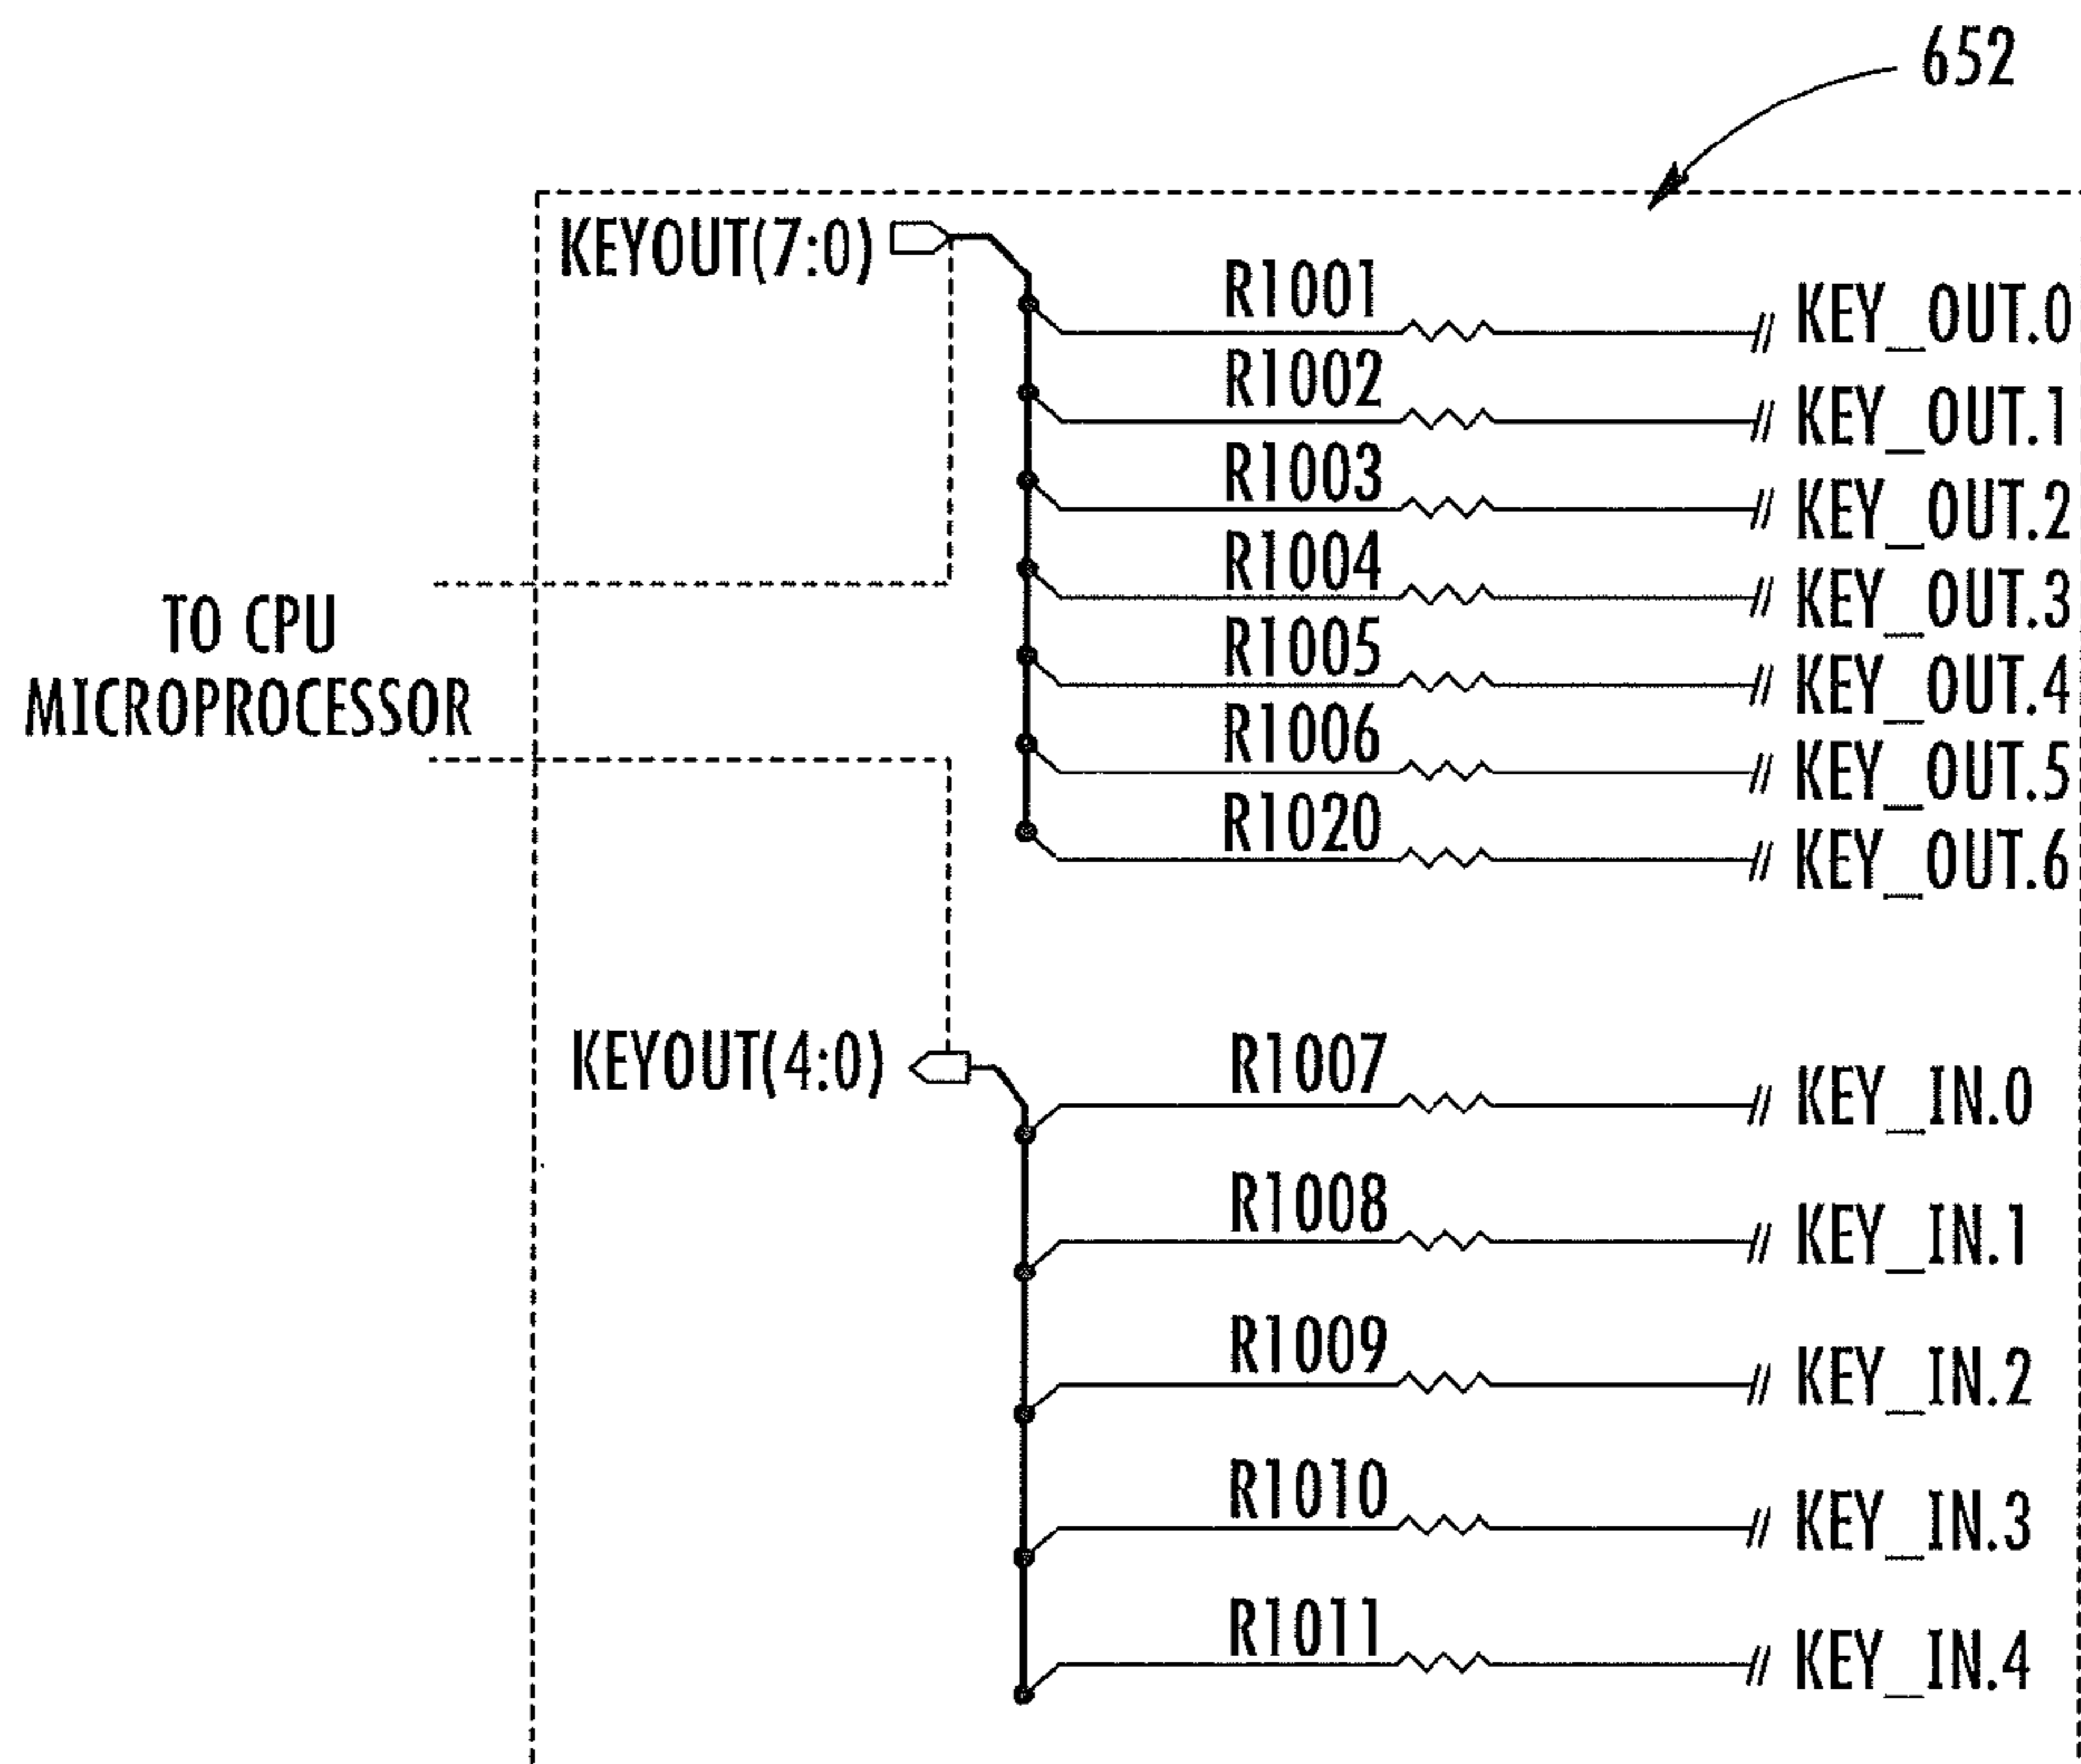 652
KEYOUT(7:0)
R1001 KEY_OUT.0
R1002 KEY_OUT.1
R1003 KEY_OUT.2
R1004 KEY_OUT.3
TO CPU
MICROPROCESSOR
R1005 KEY_OUT.4
R1006 KEY_OUT.5
R1020 KEY_OUT.6
KEYOUT(4:0)
R1007 KEY_IN.0
R1008 KEY_IN.1
R1009 KEY_IN.2
R1010 KEY_IN.3
R1011 KEY_IN.4